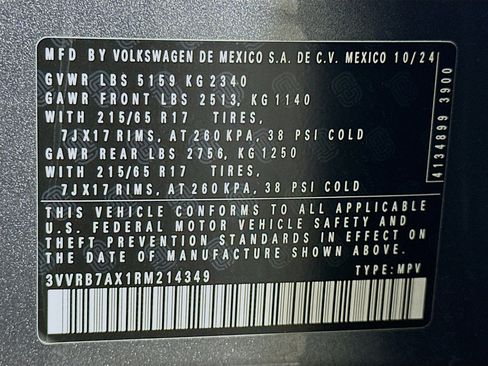 MFD BY VOLKSWAGEN DE MEXICO S.A. DE C.V. MEXICO 10/24
GVWR LBS 5159 KG 2340
GAWR FRONT LBS 2513, KG 1140
WITH 215/65 R17 TIRES,
7JX17 RIMS, AT 260 KPA, 38 PSI COLD
GAWR REAR LBS 2756, KG 1250
WITH 215/65 R17 TIRES,
7JX17 RIMS, AT 260 KPA, 38 PSI COLD
THIS VEHICLE CONFORMS TO ALL APPLICABLE
U.S. FEDERAL MOTOR VEHICLE SAFETY AND
THEFT PREVENTION STANDARDS IN EFFECT ON
THE DATE OF MANUFACTURE SHOWN ABOVE.
3VVRB7AX1RM214349 TYPE: MPV
4134899 3900